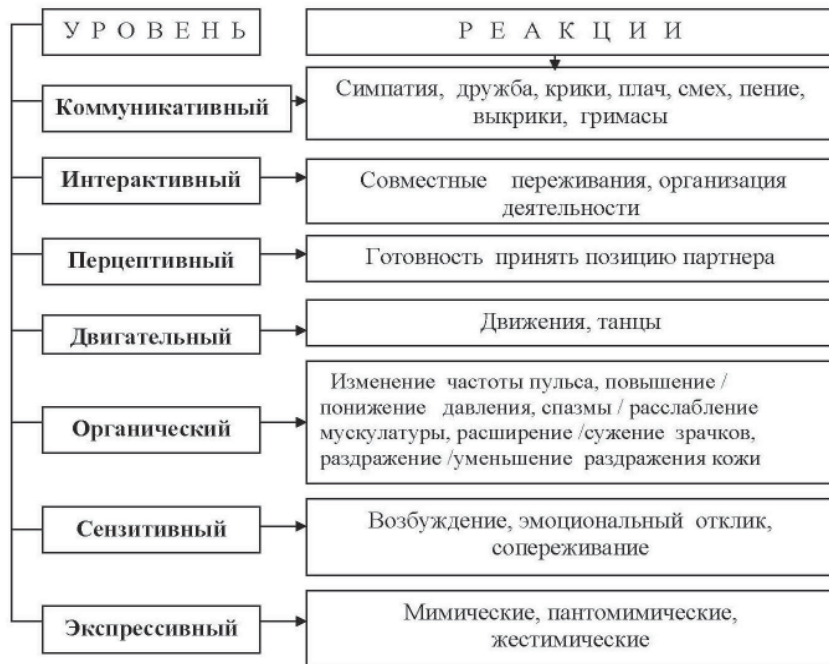 УРОВЕНЬ
РЕАКЦИИ
Коммуникативный
Симпатия, дружба, крики, плач, смех, пение,
выкрики, гримасы
Интерактивный
Совместные переживания, организация
деятельности
Перцептивный
Готовность принять позицию партнера
Двигательный
Движения, танцы
Органический
Изменение частоты пульса, повышение /
понижение давления, спазмы / расслабление
мускулатуры, расширение /сужение зрачков,
раздражение /уменьшение раздражения кожи
Сензитивный
Возбуждение, эмоциональный отклик,
сопереживание
Экспрессивный
Мимические, пантомимические,
жестимические